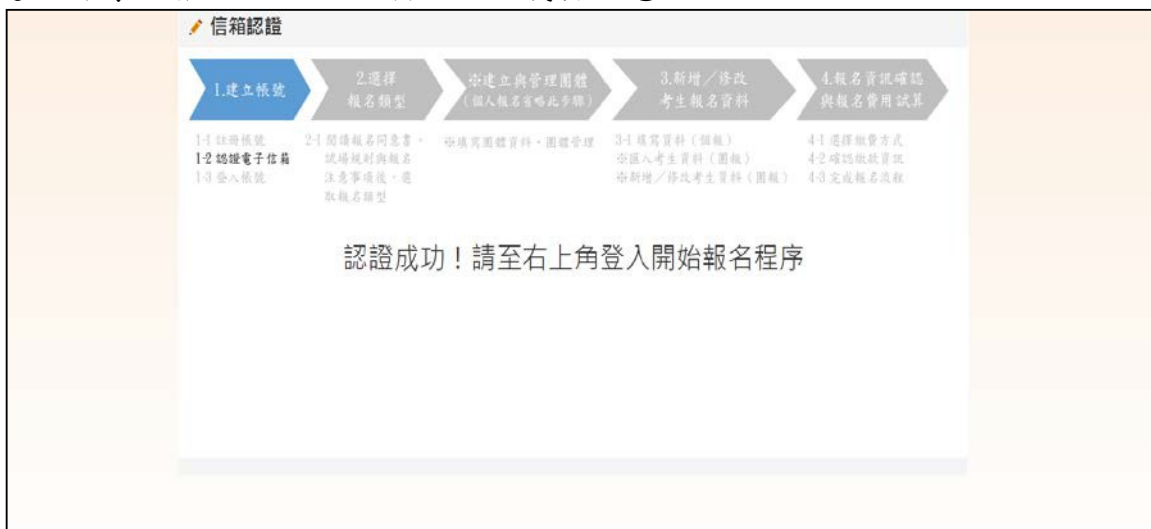 信箱認證
1.建立帳號
2.選擇
報名類型
※建立與管理團體
(個人報名省略此步驟)
3.新增/修改
考生報名資料
4.報名資訊確認
與報名費用試算
1-1 註冊帳號
1-2 認證電子信箱
1-3 登入帳號
2-1 閱讀報名同意書、
試場規則與報名
注意事項後,選
取報名類型
※填寫團體資料、團體管理
3-1 填寫資料(個報)
※匯入考生資料(團報)
※新增/修改考生資料(團報)
4-1 選擇繳費方式
4-2 確認繳款資訊
4-3 完成報名流程
認證成功!請至右上角登入開始報名程序